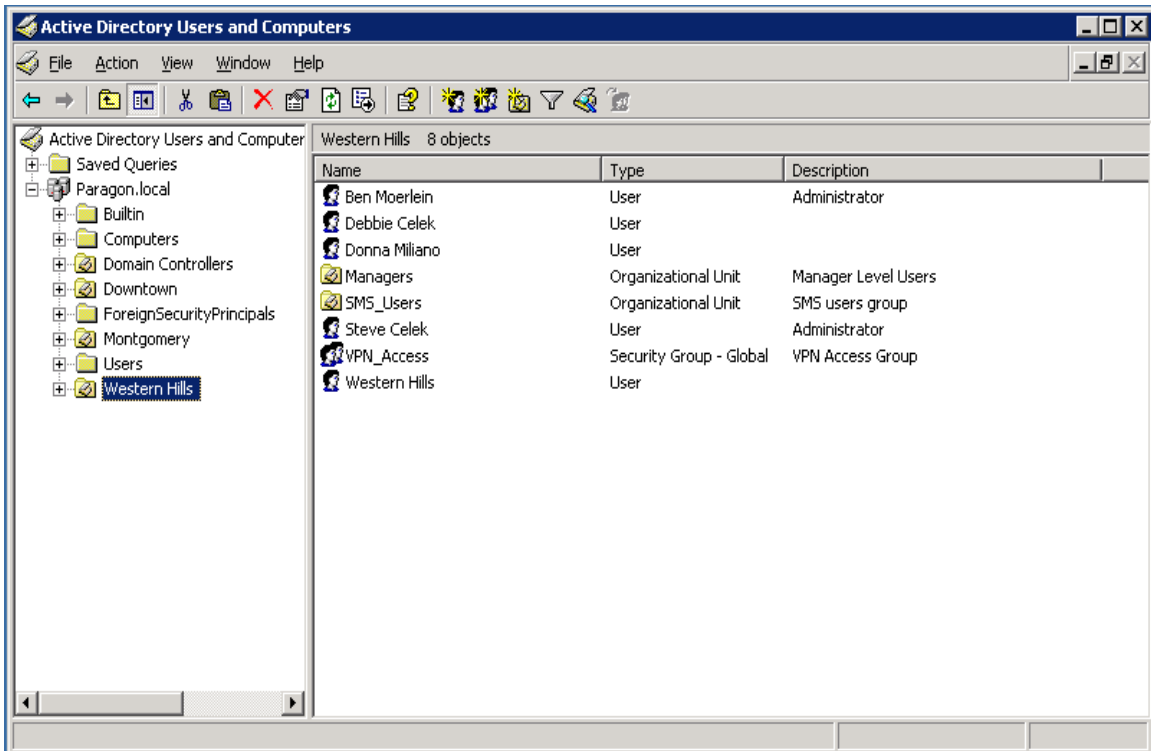 Active Directory Users and Computers
File Action View Window Help
Active Directory Users and Computer
Saved Queries
Paragon.local
Builtin
Computers
Domain Controllers
Downtown
ForeignSecurityPrincipals
Montgomery
Users
Western Hills
Western Hills 8 objects
Name Type Description
Ben Moerlein User Administrator
Debbie Celek User
Donna Miliano User
Managers Organizational Unit Manager Level Users
SMS_Users Organizational Unit SMS users group
Steve Celek User Administrator
VPN_Access Security Group - Global VPN Access Group
Western Hills User